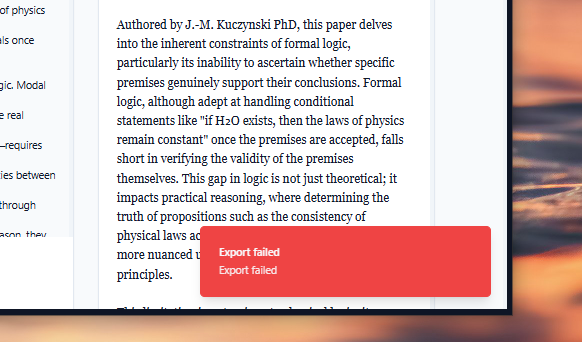 of physics
als once
gic. Modal
e real
—requires
ies between
through
ason, they
Authored by J.-M. Kuczynski PhD, this paper delves
into the inherent constraints of formal logic,
particularly its inability to ascertain whether specific
premises genuinely support their conclusions. Formal
logic, although adept at handling conditional
statements like "if H2O exists, then the laws of physics
remain constant" once the premises are accepted, falls
short in verifying the validity of the premises
themselves. This gap in logic is not just theoretical; it
impacts practical reasoning, where determining the
truth of propositions such as the consistency of
physical laws ac
more nuanced u
principles.
Export failed
Export failed